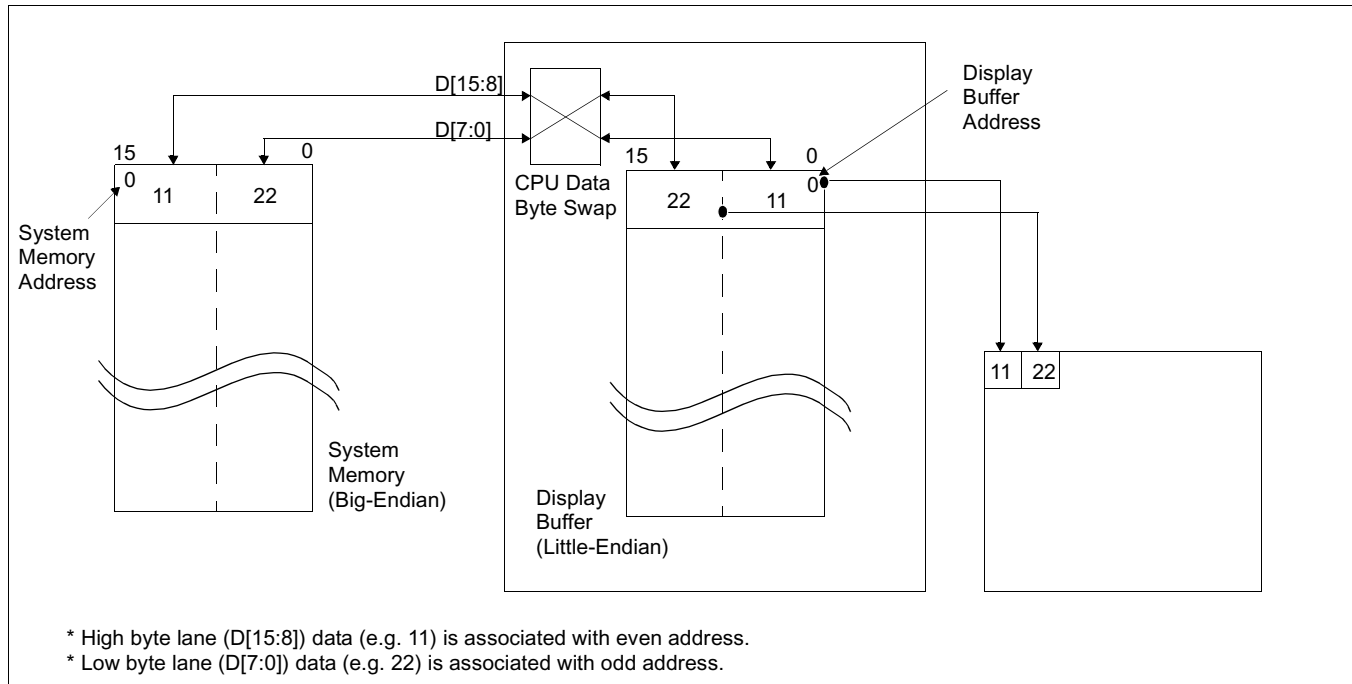 D[15:8]
D[7:0]
Display
Buffer
Address
15
0
0
11
22
System
Memory
Address
CPU Data
Byte Swap
15
0
0
22
11
11
22
System
Memory
(Big-Endian)
Display
Buffer
(Little-Endian)
* High byte lane (D[15:8]) data (e.g. 11) is associated with even address.
* Low byte lane (D[7:0]) data (e.g. 22) is associated with odd address.